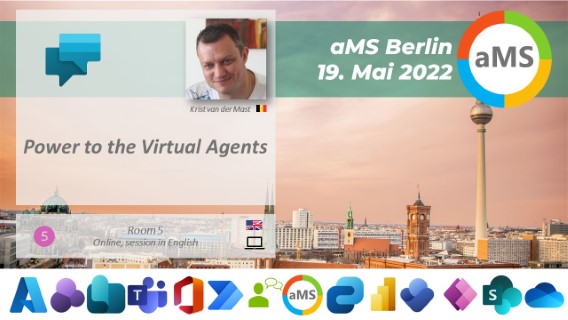 aMS Berlin
19. Mai 2022
aMS
Krist van der Mast
Power to the Virtual Agents
5
Room 5
Online, session in English
T
aMS
S